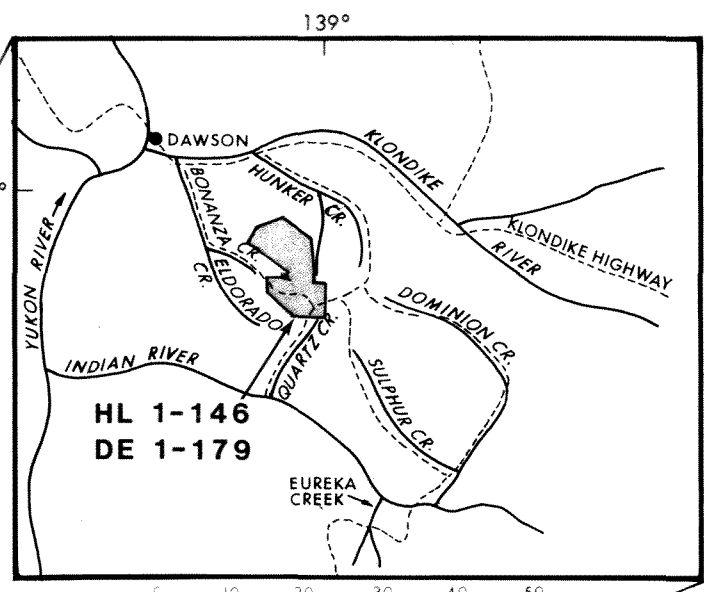 139°
°
DAWSON
KLONDIKE
RIVER
HUNKER
CR.
BONANZA
CR.
ELDORADO
CR.
KLONDIKE HIGHWAY
YUKON RIVER
DOMINION CR.
QUARTZ CR.
SULPHUR CR.
INDIAN RIVER
HL 1-146
DE 1-179
EUREKA
CREEK